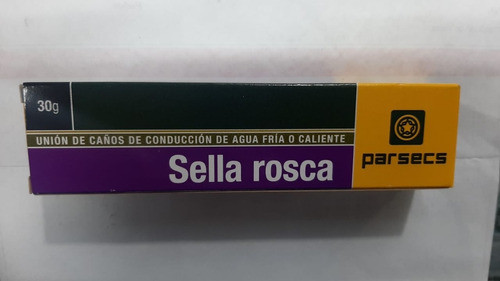 30g
UNIÓN DE CAÑOS DE CONDUCCIÓN DE AGUA FRÍA O CALIENTE
Sella rosca
parsecs